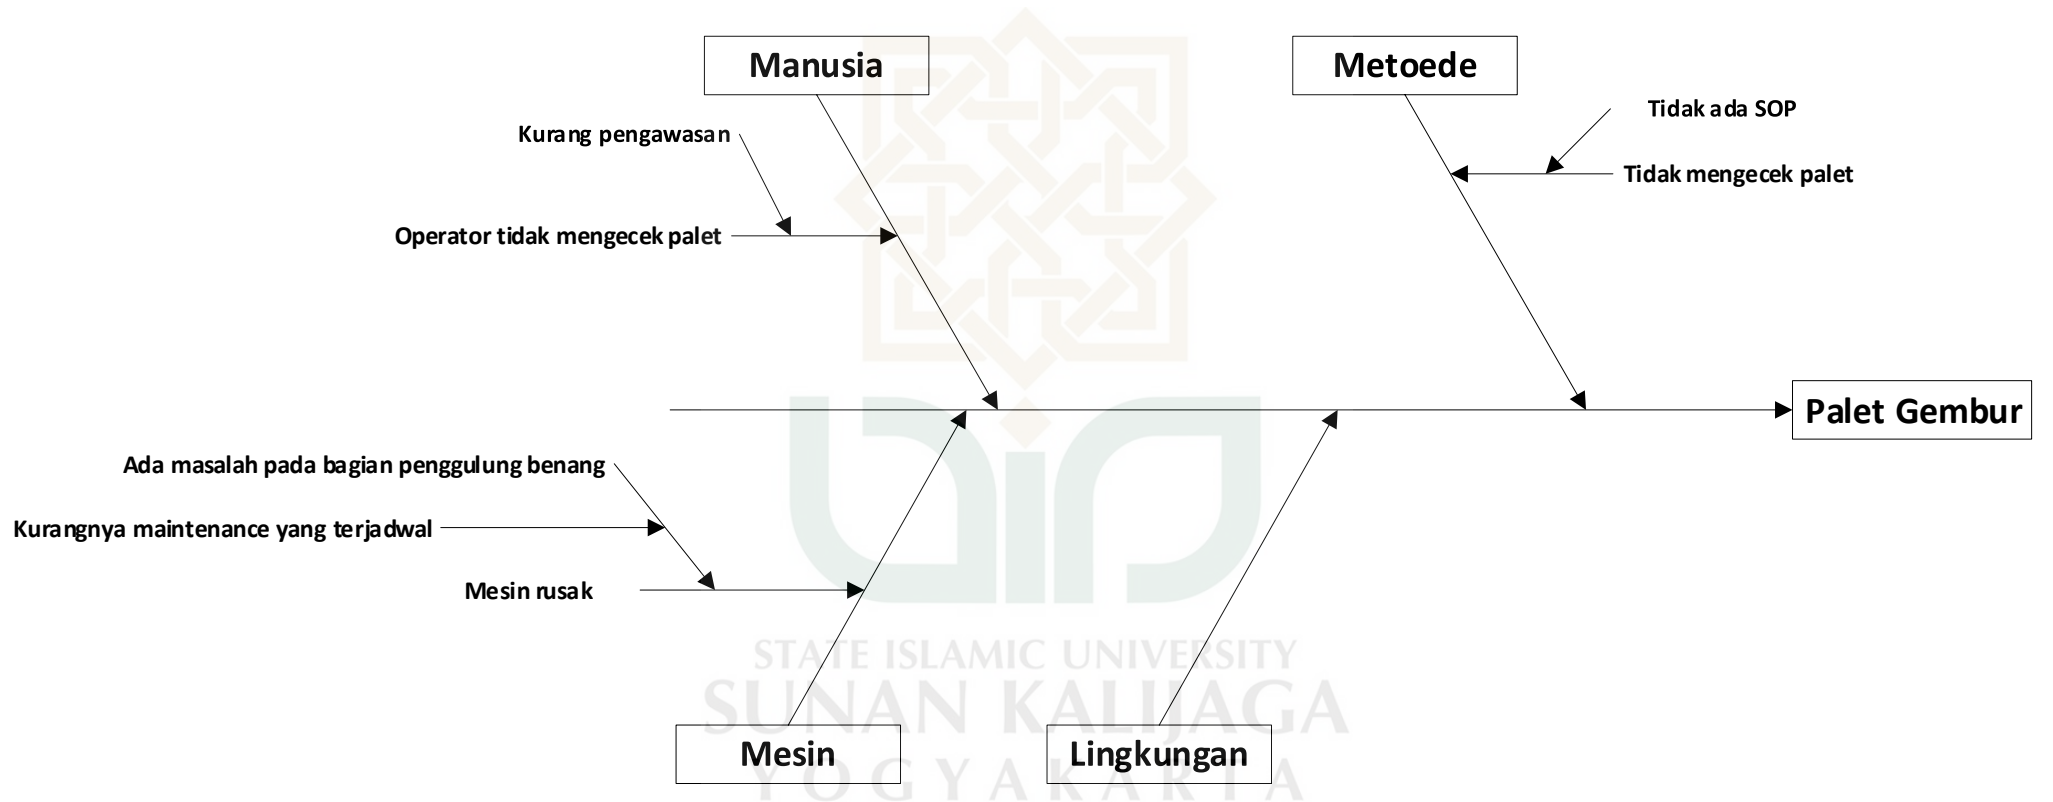 Manusia
Metoede
Tidak ada SOP
Kurang pengawasan
Tidak mengecek palet
Operator tidak mengecek palet
Palet Gembur
Ada masalah pada bagian penggulung benang
Kurangnya maintenance yang terjadwal
Mesin rusak
STATE ISLAMIC UNIVERSITY
SUNAN KALIJAGA
YOGYAKARTA
Mesin
Lingkungan